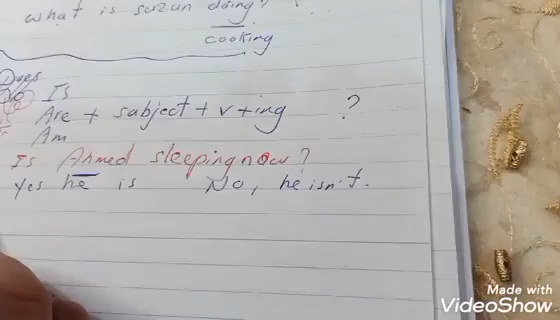 what is suzan doing?
cooking
Does
Is
Are + subject + v + ing ?
Am
Is Ahmed sleeping now?
Yes he is No, he isn't.
Made with
VideoShow